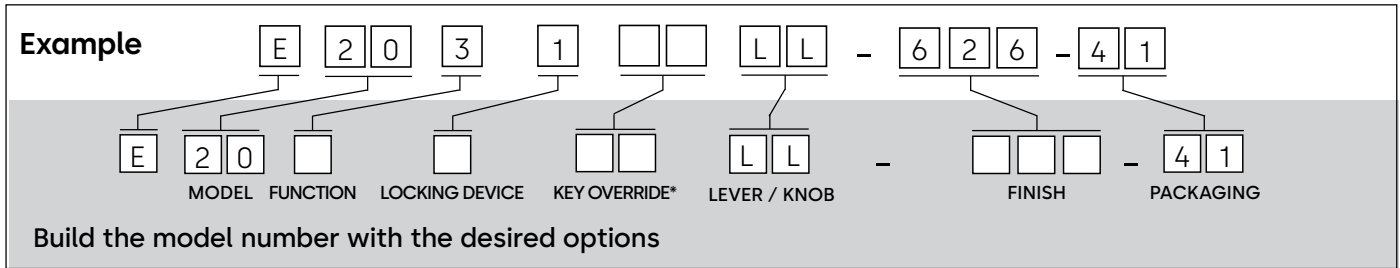 Example E 2 0 3 1 L L – 6 2 6 – 4 1
E 2 0 L L – – 4 1
MODEL FUNCTION LOCKING DEVICE KEY OVERRIDE* LEVER / KNOB FINISH PACKAGING
Build the model number with the desired options